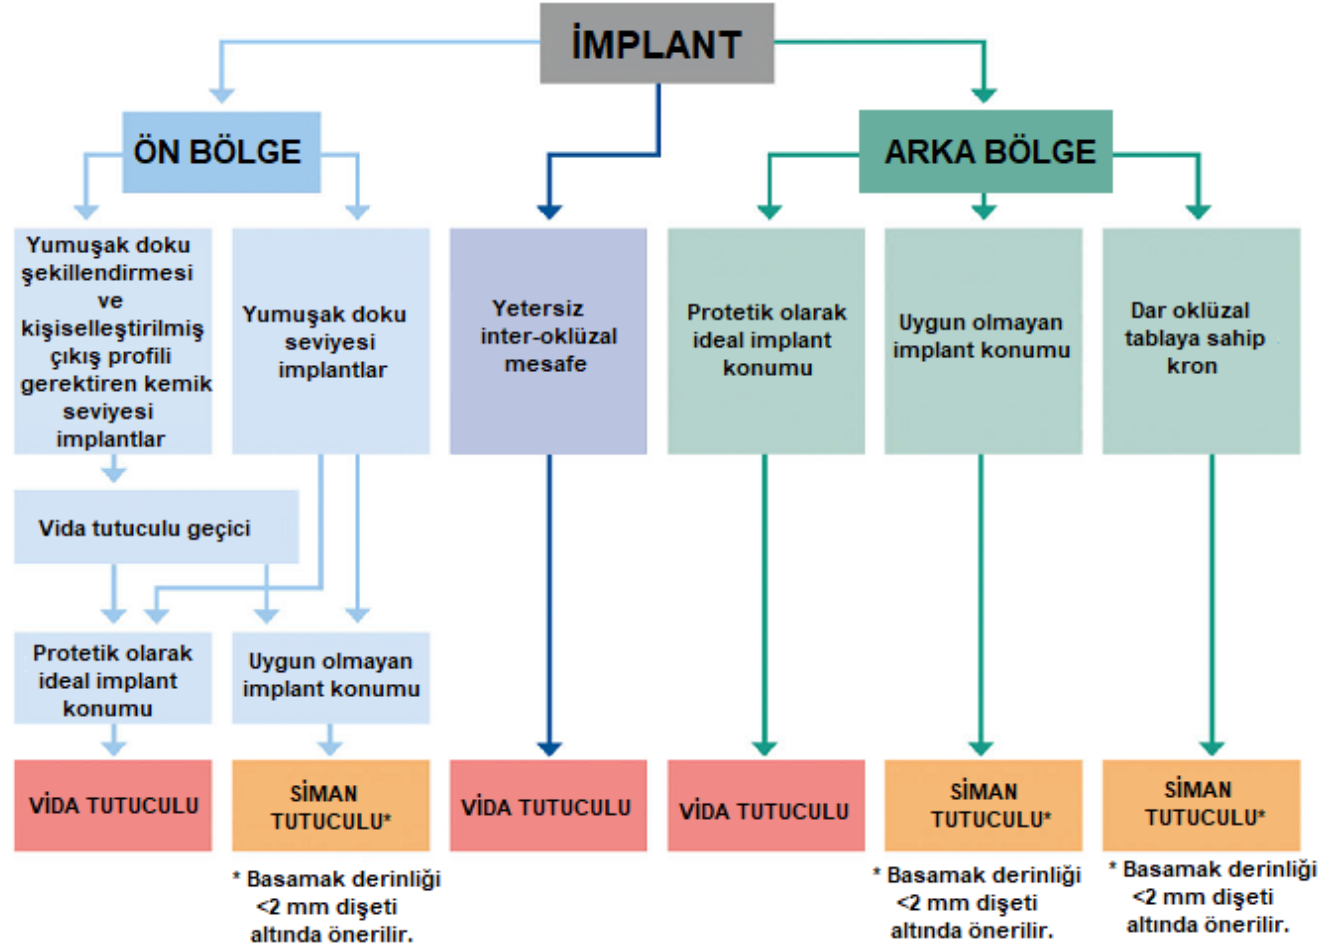 İMPLANT
ÖN BÖLGE
ARKA BÖLGE
Yumuşak doku
şekillendirmesi
ve
kişiselleştirilmiş
çıkış profili
gerektiren kemik
seviyesi
implantlar
Yumuşak doku
seviyesi
implantlar
Yetersiz
inter-oklüzal
mesafe
Protetik olarak
ideal implant
konumu
Uygun olmayan
implant konumu
Dar oklüzal
tablaya sahip
kron
Vida tutuculu geçici
Protetik olarak
ideal implant
konumu
Uygun olmayan
implant konumu
VİDA TUTUCULU
SİMAN
TUTUCULU*
VİDA TUTUCULU
VİDA TUTUCULU
SİMAN
TUTUCULU*
SİMAN
TUTUCULU*
* Basamak derinliği
<2 mm dişeti
altında önerilir.
* Basamak derinliği
<2 mm dişeti
altında önerilir.
* Basamak derinliği
<2 mm dişeti
altında önerilir.